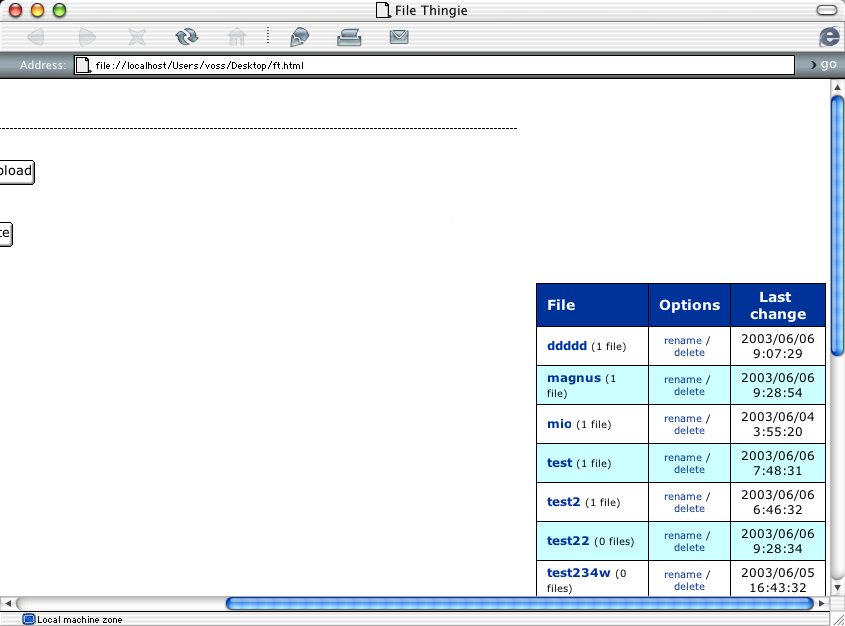 File Thingie
Address: file://localhost/Users/voss/Desktop/ft.html go
pload
te
File Options Last
change
ddddd (1 file) rename /
delete 2003/06/06
9:07:29
magnus (1
file) rename /
delete 2003/06/06
9:28:54
mio (1 file) rename /
delete 2003/06/04
3:55:20
test (1 file) rename /
delete 2003/06/06
7:48:31
test2 (1 file) rename /
delete 2003/06/06
6:46:32
test22 (0 files) rename /
delete 2003/06/06
9:28:34
test234w (0
files) rename /
delete 2003/06/05
16:43:32
Local machine zone